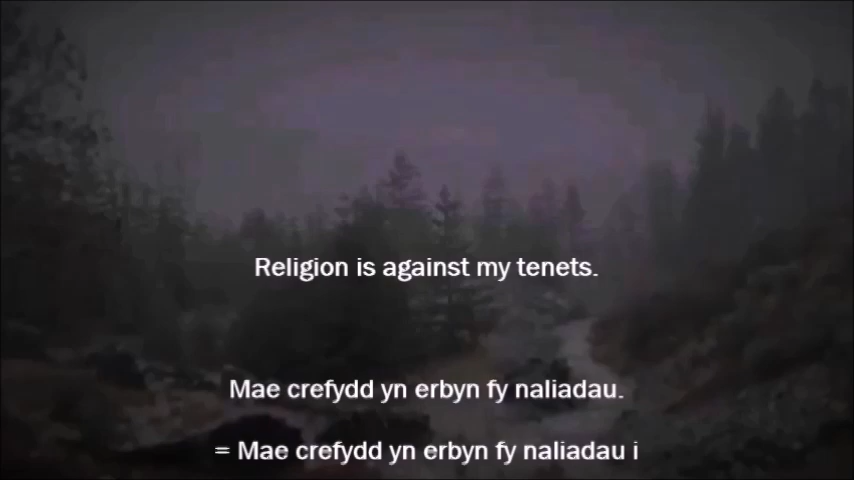 Religion is against my tenets.
Mae crefydd yn erbyn fy naliadau.
= Mae crefydd yn erbyn fy naliadau i